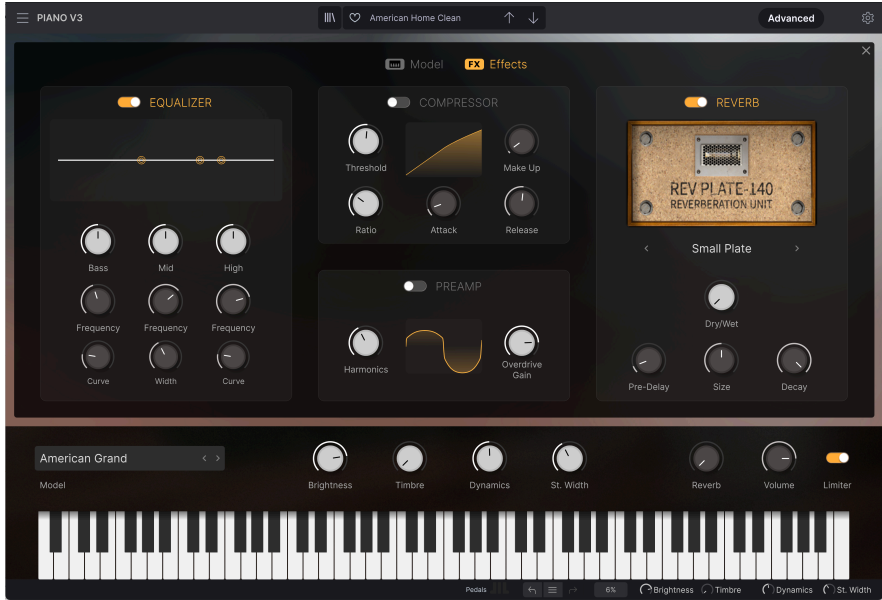 PIANO V3
American Home Clean
Advanced
Model
FX Effects
EQUALIZER
Bass
Mid
High
Frequency
Frequency
Frequency
Curve
Width
Curve
COMPRESSOR
Threshold
Make Up
Ratio
Attack
Release
PREAMP
Harmonics
Overdrive
Gain
REVERB
REV PLATE-140
REVERBERATION UNIT
Small Plate
Dry/Wet
Pre-Delay
Size
Decay
American Grand
Model
Brightness
Timbre
Dynamics
St. Width
Reverb
Volume
Limiter
Pedals
6%
Brightness
Timbre
Dynamics
St. Width